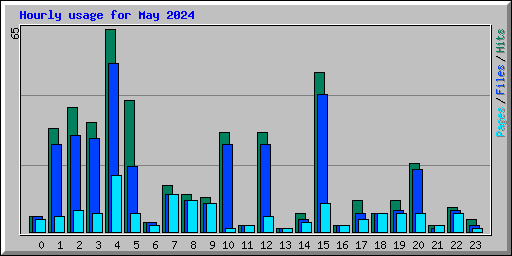 Hourly usage for May 2024
65
Pages / Files / Hits
0 1 2 3 4 5 6 7 8 9 10 11 12 13 14 15 16 17 18 19 20 21 22 23